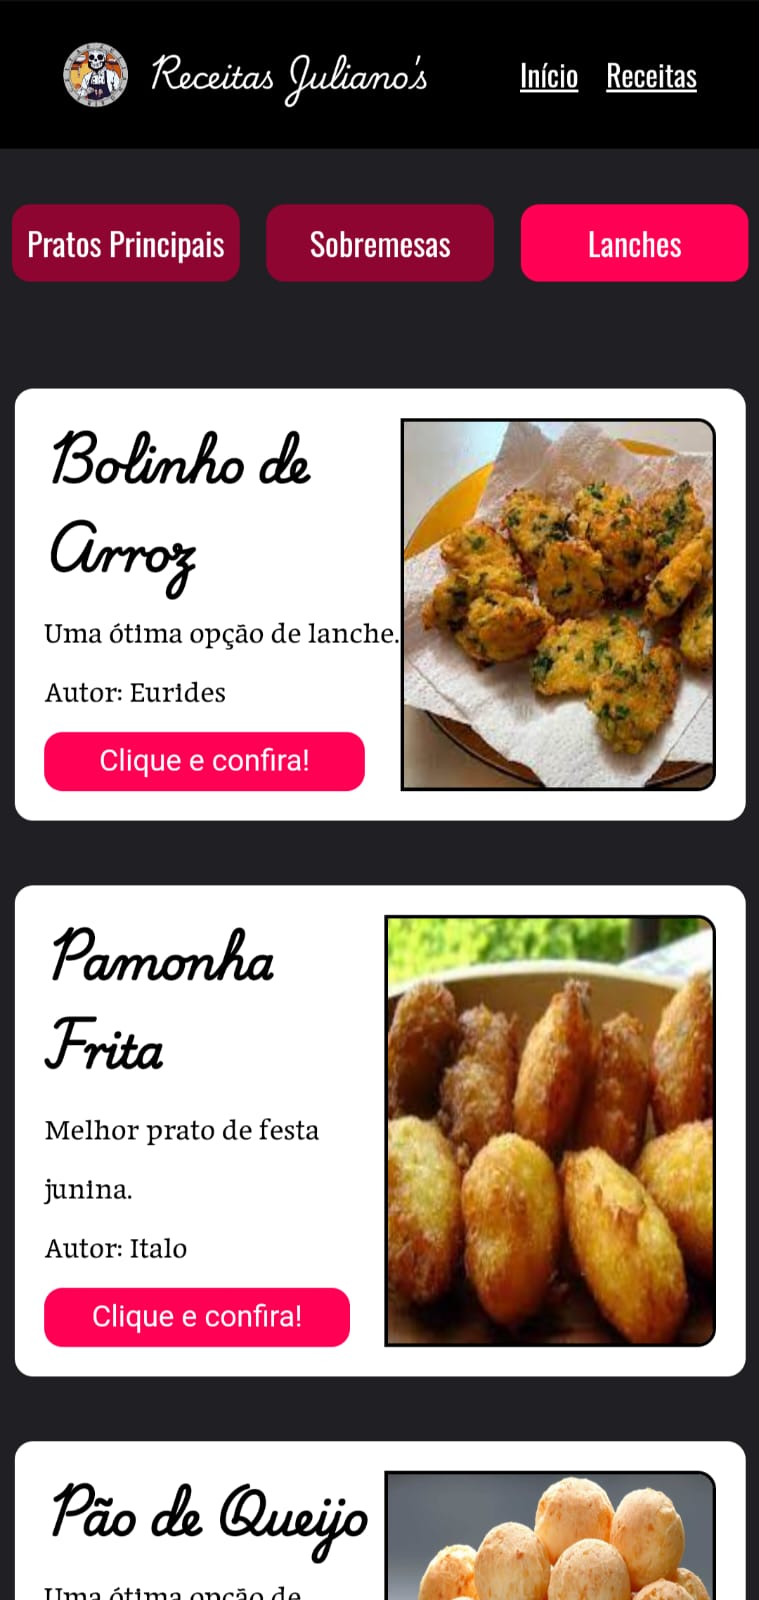 Receitas Juliano's
Início Receitas
Pratos Principais Sobremesas Lanches
Bolinho de
Arroz
Uma ótima opção de lanche.
Autor: Eurides
Clique e confira!
Pamonha
Frita
Melhor prato de festa
junina.
Autor: Italo
Clique e confira!
Pão de Queijo
Uma ótima opção de